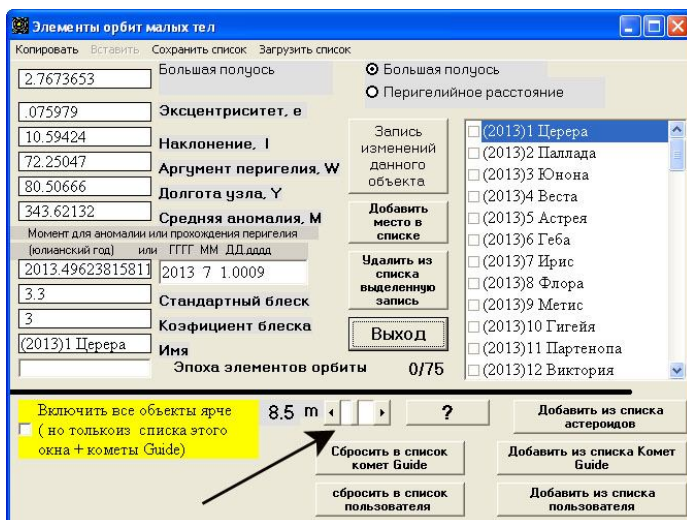 Элементы орбит малых тел
Копировать Вставить Сохранить список Загрузить список
2.7673653 Большая полуось
.075979 Эксцентриситет, e
10.59424 Наклонение, I
72.25047 Аргумент перигелия, W
80.50666 Долгота узла, Y
343.62132 Средняя аномалия, M
Момент для аномалии или прохождения перигелия
(юлианский год) или ГГГГ ММ ДД.дддд
2013.49623815811 2013 7 1.0009
3.3 Стандартный блеск
3 Коэфициент блеска
(2013)1 Церера Имя
Эпоха элементов орбиты 0/75
Большая полуось
Перигелийное расстояние
Запись
изменений
данного
объекта
Добавить
место в
списке
Удалить из
списка
выделенную
запись
Выход
(2013)1 Церера
(2013)2 Паллада
(2013)3 Юнона
(2013)4 Веста
(2013)5 Астрея
(2013)6 Геба
(2013)7 Ирис
(2013)8 Флора
(2013)9 Метис
(2013)10 Гигейя
(2013)11 Партенопа
(2013)12 Виктория
Включить все объекты ярче
( но толькоиз списка этого
окна + кометы Guide)
8.5 m
?
Добавить из списка
астероидов
Сбросить в список
комет Guide
Добавить из списка Комет
Guide
сбросить в список
пользователя
Добавить из списка
пользователя